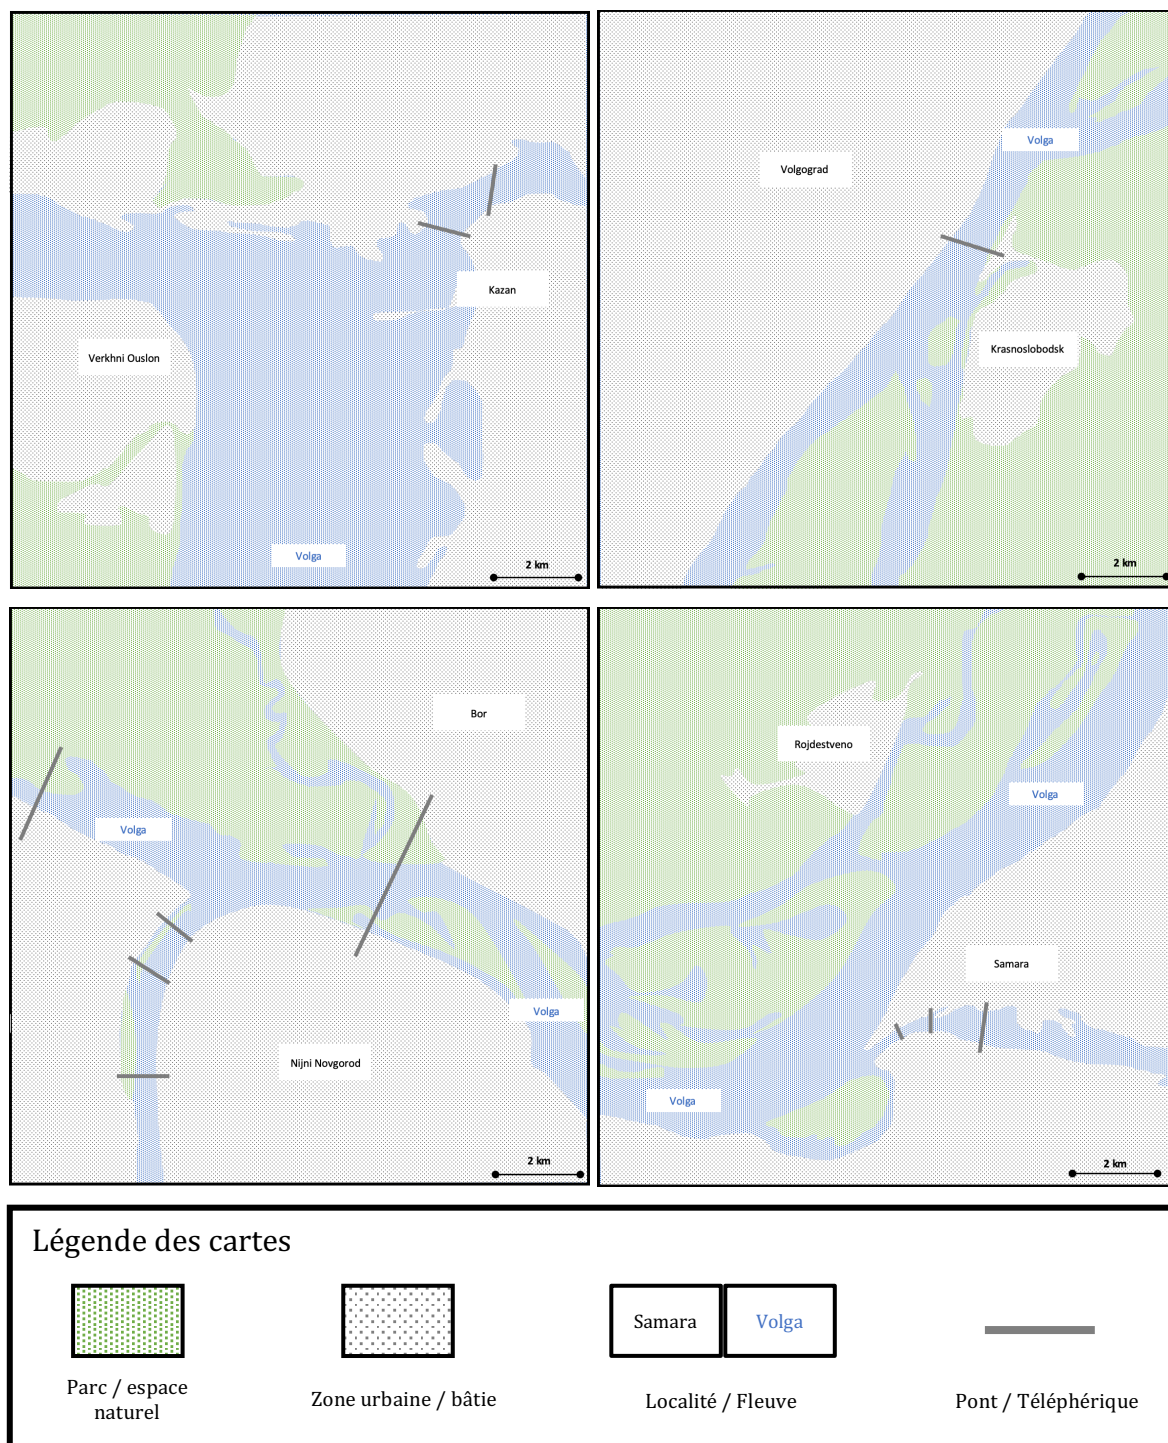 Kazan
Verkhni Ouslon
Volga
2 km
Volga
Volgograd
Krasnoslobodsk
2 km
Bor
Volga
Volga
Nijni Novgorod
2 km
Rojdestveno
Volga
Samara
Volga
2 km
Légende des cartes
Samara
Volga
Parc / espace
naturel
Zone urbaine / bâtie
Localité / Fleuve
Pont / Téléphérique